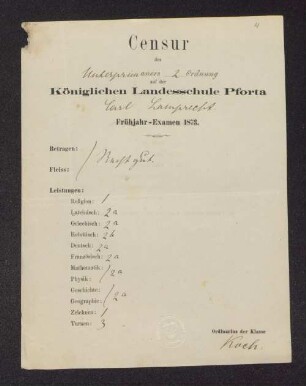 Censur
des
Unterprimaners 2. Ordnung
auf der
Königlichen Landesschule Pforta
Carl Lamprecht
Frühjahr-Examen 1873.
Betragen:
Fleiss:
Recht gut.
Leistungen:
Religion: 1
Lateinisch: 2a
Griechisch: 2a
Hebräisch: 2b
Deutsch: 2a
Französisch: 2a
Mathematik:
Physik: 2a
Geschichte:
Geographie: 2a
Zeichnen: 1
Turnen: 3
Ordinarius der Klasse
Koch.